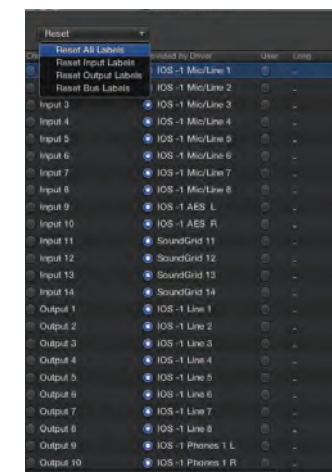 Reset
Reset All Labels
Reset Input Labels
Reset Output Labels
Reset Bus Labels
Provided by Driver User Long
IOS -1 Mic/Line 1
IOS -1 Mic/Line 2
Input 3 IOS -1 Mic/Line 3
Input 4 IOS -1 Mic/Line 4
Input 5 IOS -1 Mic/Line 5
Input 6 IOS -1 Mic/Line 6
Input 7 IOS -1 Mic/Line 7
Input 8 IOS -1 Mic/Line 8
Input 9 IOS -1 AES L
Input 10 IOS -1 AES R
Input 11 SoundGrid 11
Input 12 SoundGrid 12
Input 13 SoundGrid 13
Input 14 SoundGrid 14
Output 1 IOS -1 Line 1
Output 2 IOS -1 Line 2
Output 3 IOS -1 Line 3
Output 4 IOS -1 Line 4
Output 5 IOS -1 Line 5
Output 6 IOS -1 Line 6
Output 7 IOS -1 Line 7
Output 8 IOS -1 Line 8
Output 9 IOS -1 Phones 1 L
Output 10 IOS -1 Phones 1 R